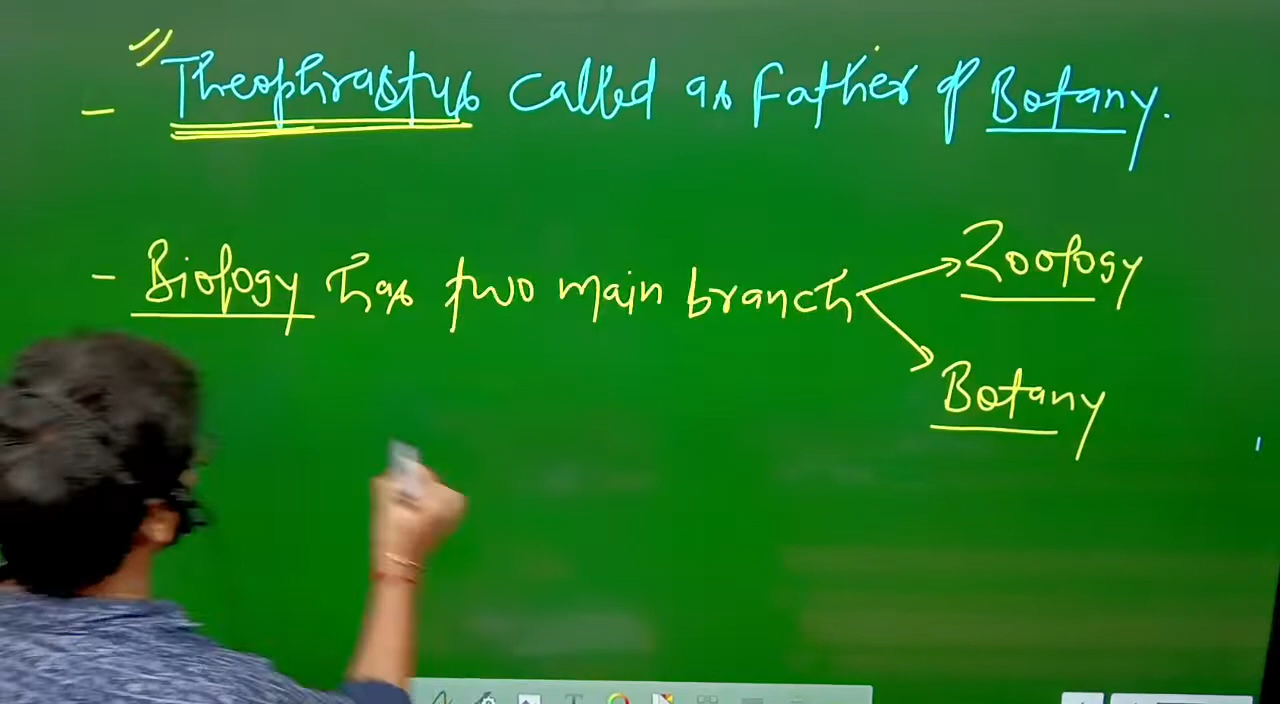 - Theophrastus called as Father of Botany.
- Biology has two main branch
Zoology
Botany